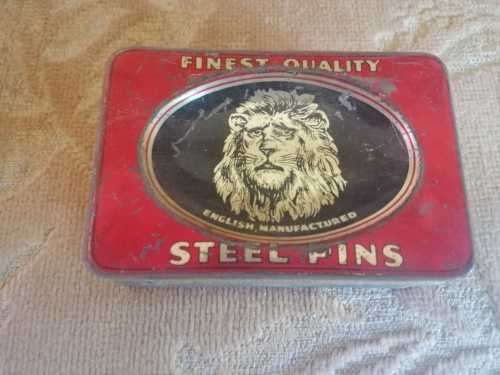 FINEST QUALITY
ENGLISH MANUFACTURED
STEEL PINS